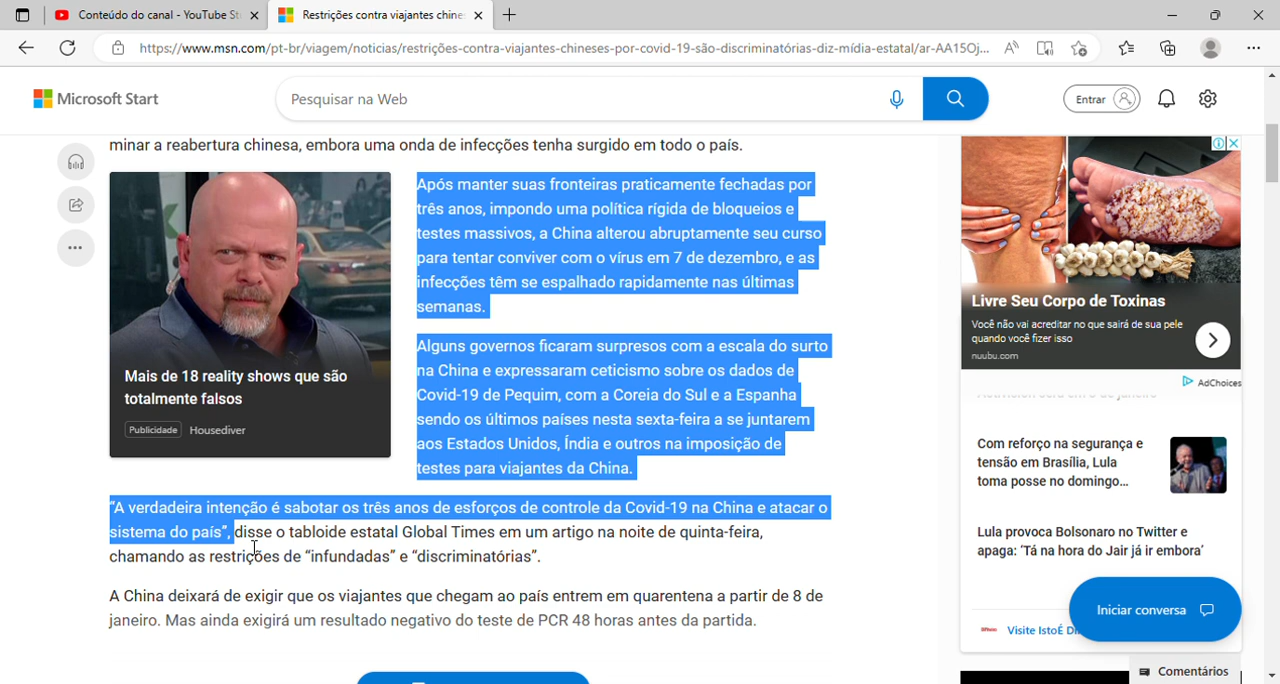 Conteúdo do canal - YouTube St
Restrições contra viajantes chine
https://www.msn.com/pt-br/viagem/noticias/restrições-contra-viajantes-chineses-por-covid-19-são-discriminatórias-diz-mídia-estatal/ar-AA15Oj...
Microsoft Start
Pesquisar na Web
Entrar
minar a reabertura chinesa, embora uma onda de infecções tenha surgido em todo o país.
Mais de 18 reality shows que são
totalmente falsos
Publicidade Housediver
Após manter suas fronteiras praticamente fechadas por
três anos, impondo uma política rígida de bloqueios e
testes massivos, a China alterou abruptamente seu curso
para tentar conviver com o vírus em 7 de dezembro, e as
infecções têm se espalhado rapidamente nas últimas
semanas.
Alguns governos ficaram surpresos com a escala do surto
na China e expressaram ceticismo sobre os dados de
Covid-19 de Pequim, com a Coreia do Sul e a Espanha
sendo os últimos países nesta sexta-feira a se juntarem
aos Estados Unidos, Índia e outros na imposição de
testes para viajantes da China.
“A verdadeira intenção é sabotar os três anos de esforços de controle da Covid-19 na China e atacar o
sistema do país”, disse o tabloide estatal Global Times em um artigo na noite de quinta-feira,
chamando as restrições de “infundadas” e “discriminatórias”.
A China deixará de exigir que os viajantes que chegam ao país entrem em quarentena a partir de 8 de
janeiro. Mas ainda exigirá um resultado negativo do teste de PCR 48 horas antes da partida.
Livre Seu Corpo de Toxinas
Você não vai acreditar no que sairá de sua pele
quando você fizer isso
nuubu.com
AdChoices
Com reforço na segurança e
tensão em Brasília, Lula
toma posse no domingo...
Lula provoca Bolsonaro no Twitter e
apaga: ‘Tá na hora do Jair já ir embora’
Iniciar conversa
Visite IstoÉ
Comentários